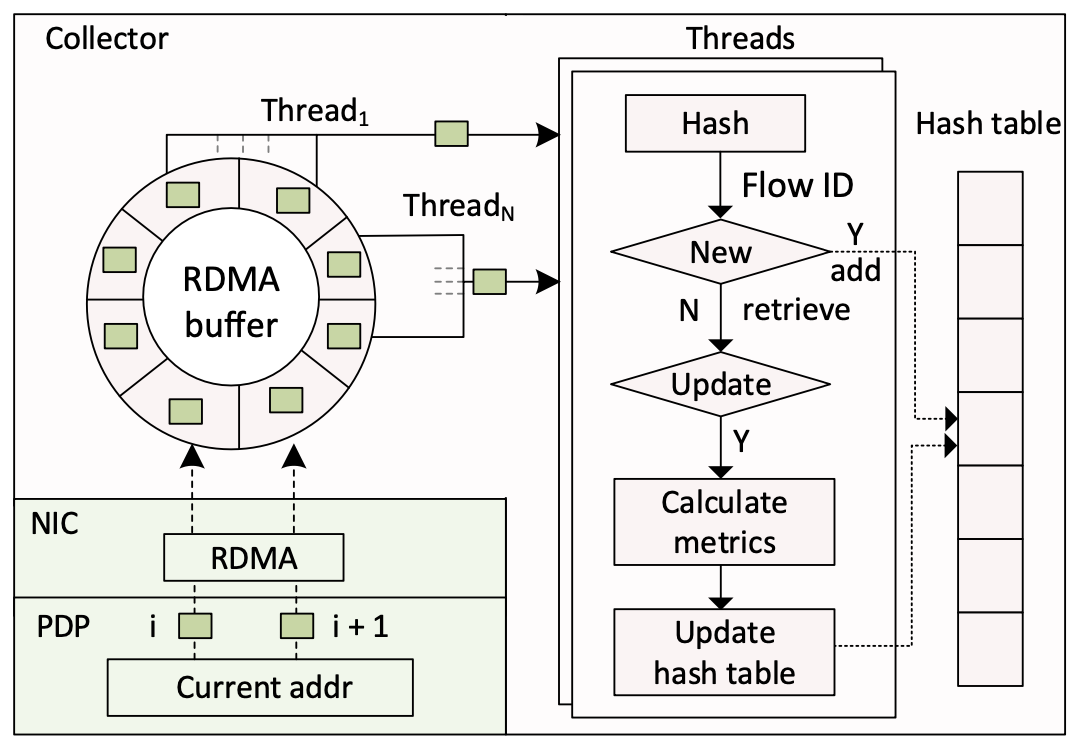 Collector
Threads
Thread1
Hash
Hash table
Flow ID
ThreadN
New
Y
add
RDMA
buffer
N
retrieve
Update
Y
Calculate
metrics
NIC
RDMA
PDP
i
i + 1
Update
hash table
Current addr